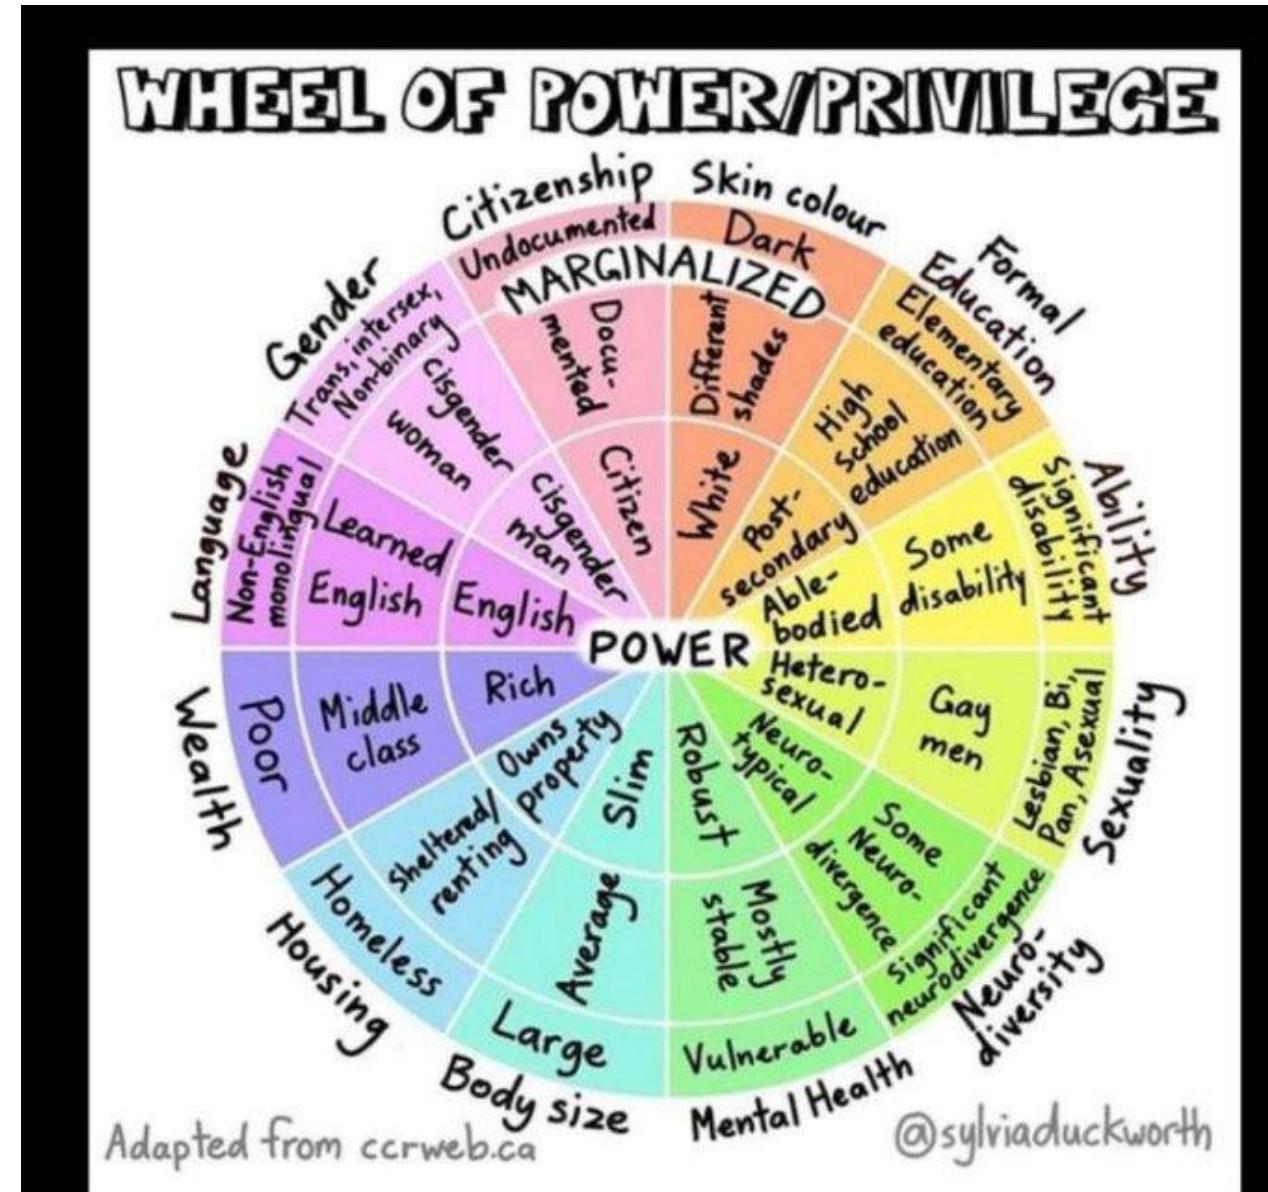 WHEEL OF POWER/PRIVILEGE
Citizenship
Undocumented
Docu-
mented
Citizen
Skin colour
Dark
Different
shades
White
Formal
Education
Elementary
education
High
School
education
Post-
secondary
Ability
Significant
disability
Some
disability
Able-
bodied
Sexuality
Lesbian, Bi,
Pan, Asexual
Gay
men
Hetero-
sexual
Neuro-
diversity
Significant
neurodivergence
Some
Neuro-
divergence
Neuro-
typical
Mental Health
Vulnerable
Mostly
stable
Robust
Body size
Large
Average
Slim
Housing
Homeless
Sheltered/
renting
Owns
property
Wealth
Poor
Middle
class
Rich
Language
Non-English
monolingual
Learned
English
English
Gender
Trans, intersex,
Non-binary
Cisgender
woman
Cisgender
man
MARGINALIZED
POWER
Adapted from ccrweb.ca
@sylviaduckworth